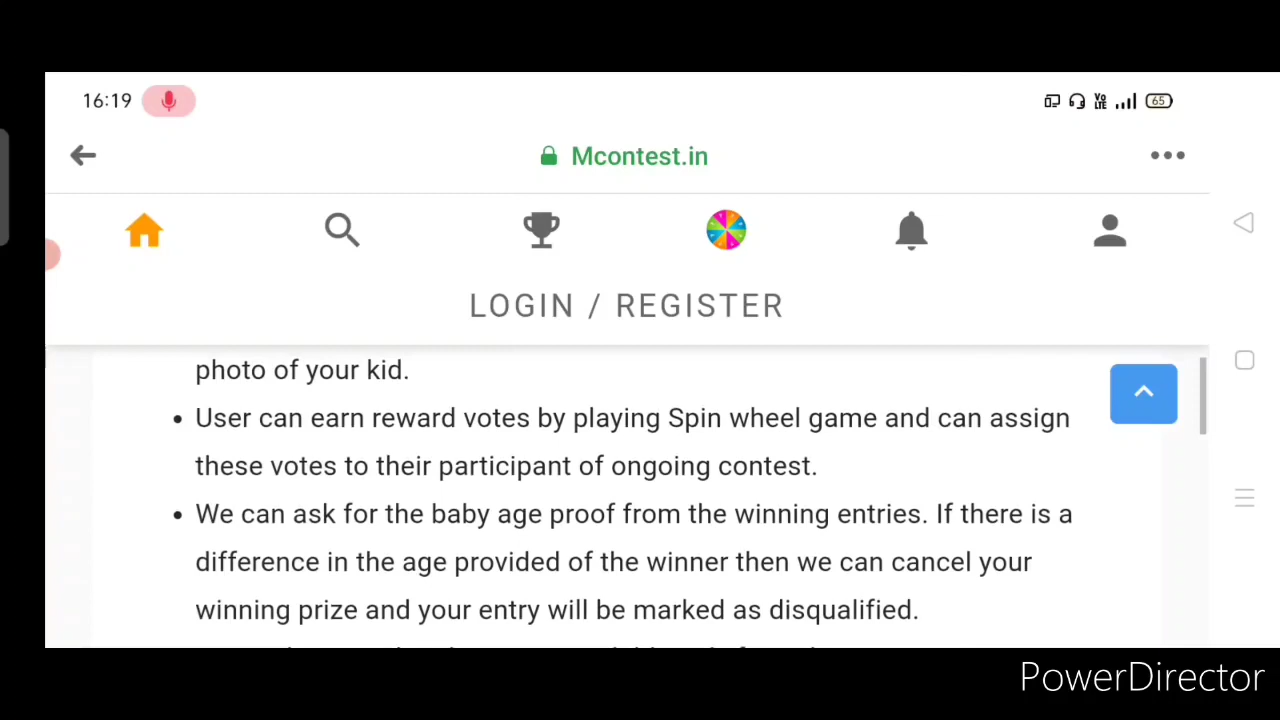 16:19
Vo
LTE
65
Mcontest.in
LOGIN / REGISTER
photo of your kid.
• User can earn reward votes by playing Spin wheel game and can assign
these votes to their participant of ongoing contest.
• We can ask for the baby age proof from the winning entries. If there is a
difference in the age provided of the winner then we can cancel your
winning prize and your entry will be marked as disqualified.
PowerDirector